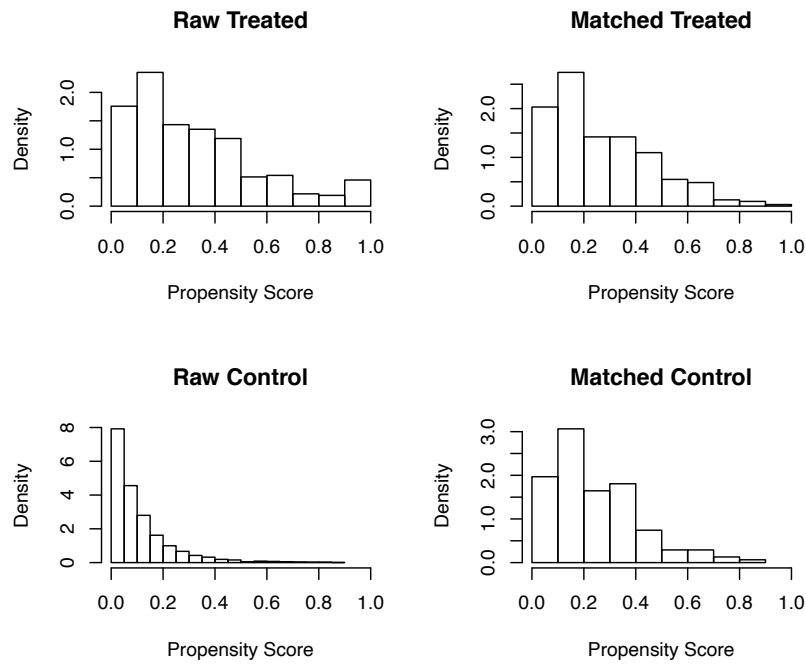 Raw Treated
Density
0.0 1.0 2.0
0.0 0.2 0.4 0.6 0.8 1.0
Propensity Score
Matched Treated
Density
0.0 1.0 2.0
0.0 0.2 0.4 0.6 0.8 1.0
Propensity Score
Raw Control
Density
0 2 4 6 8
0.0 0.2 0.4 0.6 0.8 1.0
Propensity Score
Matched Control
Density
0.0 1.0 2.0 3.0
0.0 0.2 0.4 0.6 0.8 1.0
Propensity Score